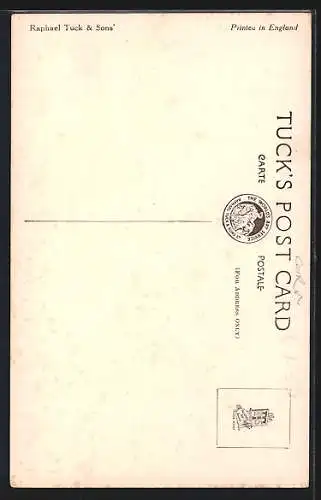 Raphael Tuck & Sons'
Printed in England
TUCK'S POST CARD
CARTE
POSTALE
(FOR ADDRESS ONLY)